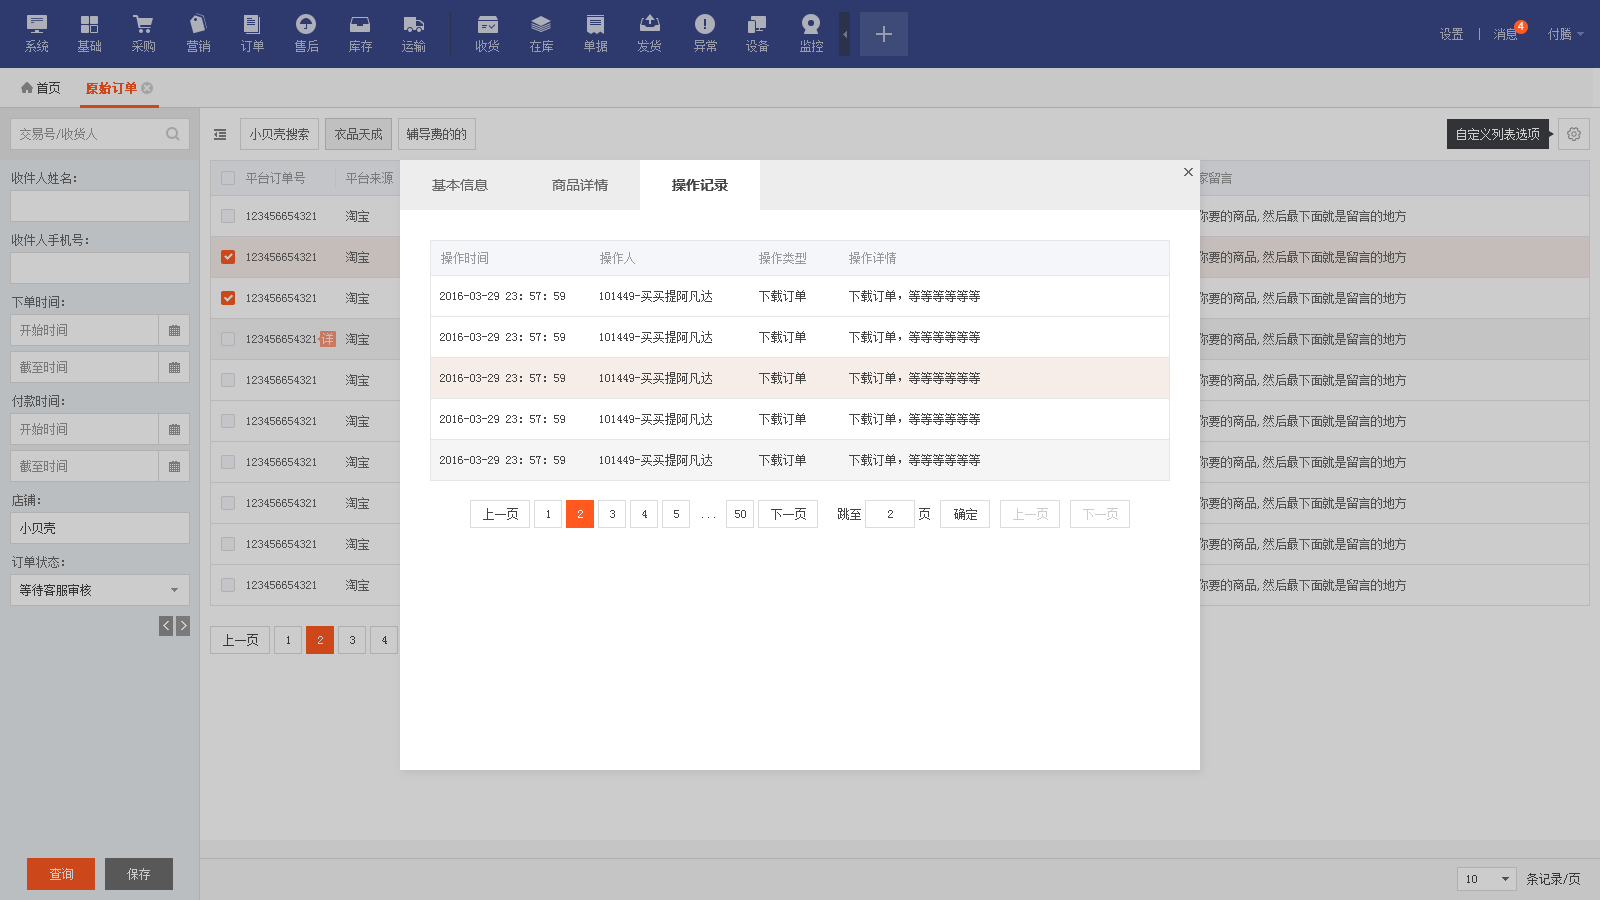 系统 基础 采购 营销 订单 售后 库存 运输 收货 在库 单据 发货 异常 设备 监控 设置 | 消息 4 付腾
首页 原始订单
交易号/收货人
小贝壳搜索 衣品天成 辅导费的的 自定义列表选项
收件人姓名:
收件人手机号:
下单时间:
开始时间
截至时间
付款时间:
开始时间
截至时间
店铺:
小贝壳
订单状态:
等待客服审核
查询 保存
平台订单号 平台来源 家留言
123456654321 淘宝 你要的商品,然后最下面就是留言的地方
123456654321 淘宝 你要的商品,然后最下面就是留言的地方
123456654321 淘宝 你要的商品,然后最下面就是留言的地方
123456654321 详 淘宝 你要的商品,然后最下面就是留言的地方
123456654321 淘宝 你要的商品,然后最下面就是留言的地方
123456654321 淘宝 你要的商品,然后最下面就是留言的地方
123456654321 淘宝 你要的商品,然后最下面就是留言的地方
123456654321 淘宝 你要的商品,然后最下面就是留言的地方
123456654321 淘宝 你要的商品,然后最下面就是留言的地方
123456654321 淘宝 你要的商品,然后最下面就是留言的地方
上一页 1 2 3 4
基本信息 商品详情 操作记录
操作时间 操作人 操作类型 操作详情
2016-03-29 23: 57: 59 101449-买买提阿凡达 下载订单 下载订单，等等等等等等
2016-03-29 23: 57: 59 101449-买买提阿凡达 下载订单 下载订单，等等等等等等
2016-03-29 23: 57: 59 101449-买买提阿凡达 下载订单 下载订单，等等等等等等
2016-03-29 23: 57: 59 101449-买买提阿凡达 下载订单 下载订单，等等等等等等
2016-03-29 23: 57: 59 101449-买买提阿凡达 下载订单 下载订单，等等等等等等
上一页 1 2 3 4 5 ... 50 下一页 跳至 2 页 确定 上一页 下一页
10 条记录/页